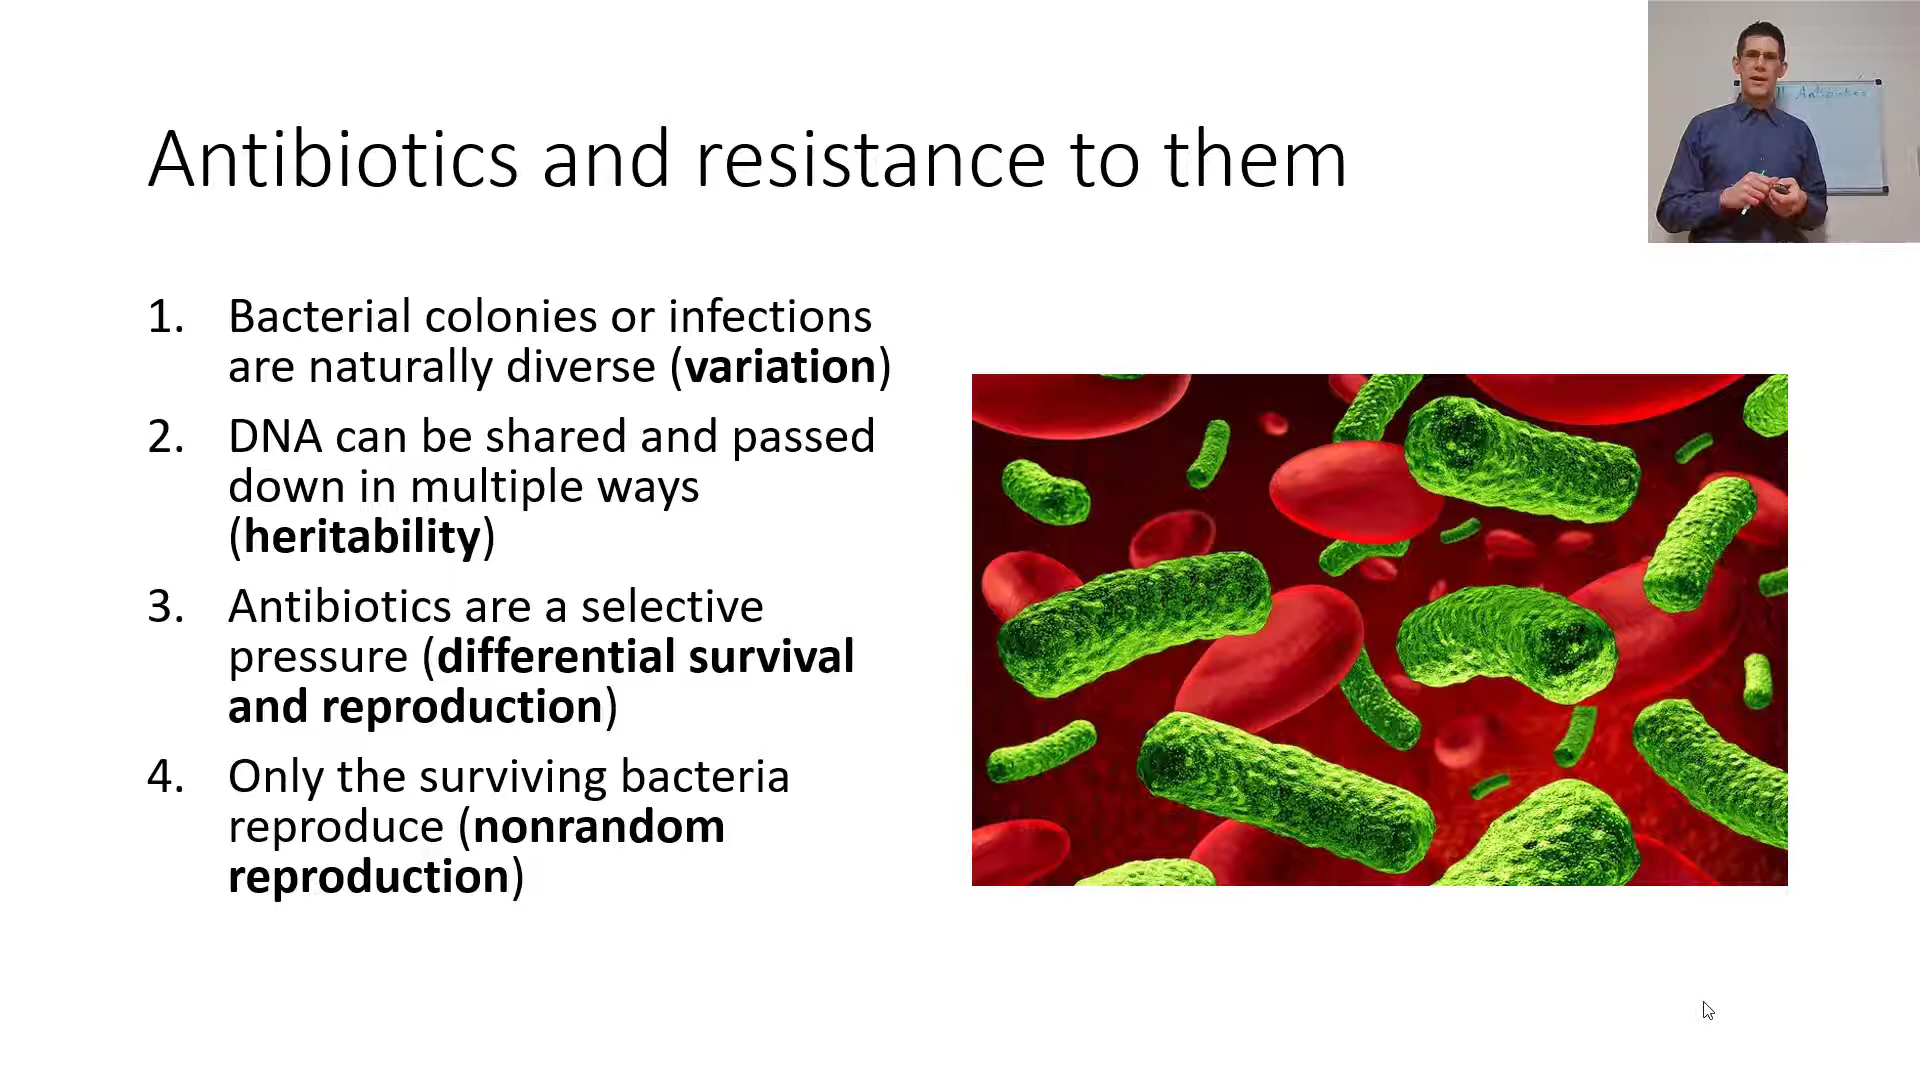 Antibiotics and resistance to them
1. Bacterial colonies or infections
are naturally diverse (variation)
2. DNA can be shared and passed
down in multiple ways
(heritability)
3. Antibiotics are a selective
pressure (differential survival
and reproduction)
4. Only the surviving bacteria
reproduce (nonrandom
reproduction)
Antibiotics